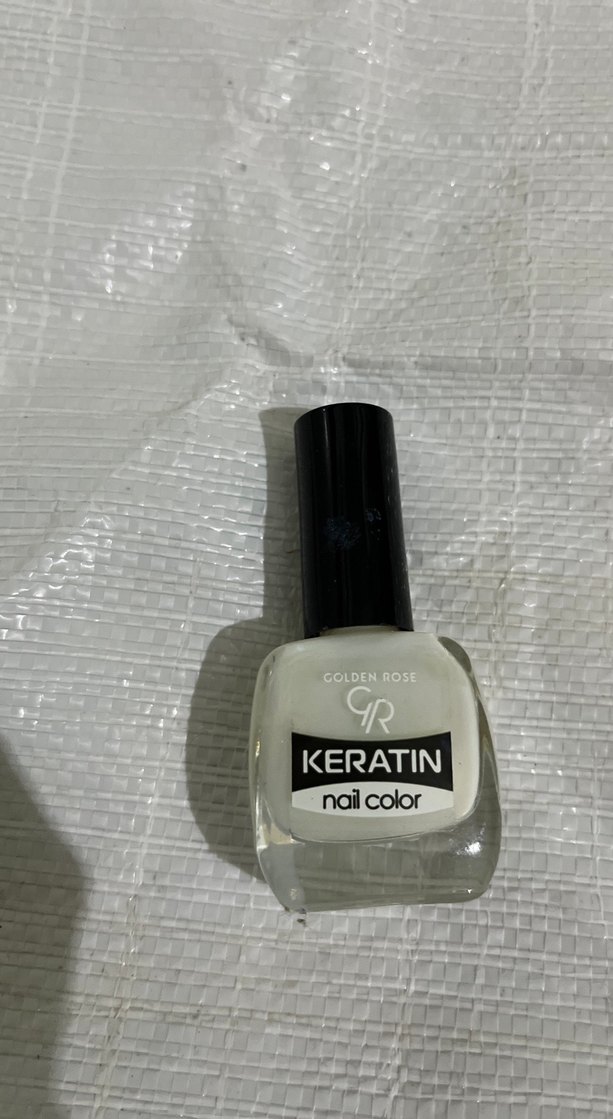 GOLDEN ROSE
GR
KERATIN
nail color